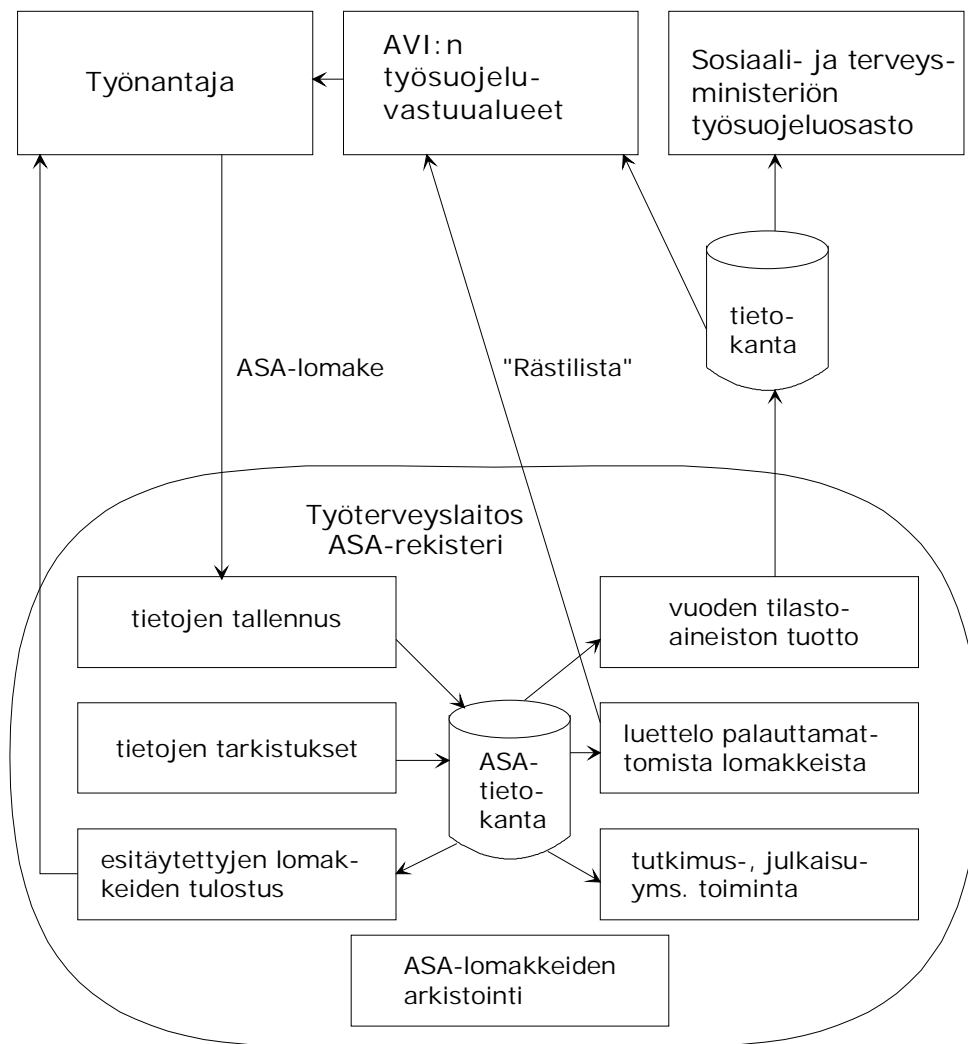 Työnantaja
AVI:n
työsuojelu-
vastuualueet
Sosiaali- ja terveys-
ministeriön
työsuojeluosasto
tieto-
kanta
ASA-lomake
"Rästilista"
Työterveyslaitos
ASA-rekisteri
tietojen tallennus
vuoden tilasto-
aineiston tuotto
tietojen tarkistukset
ASA-
tieto-
kanta
luettelo palauttamat-
tomista lomakkeista
esitäytettyjen lomak-
keiden tulostus
tutkimus-, julkaisu-
yms. toiminta
ASA-lomakkeiden
arkistointi